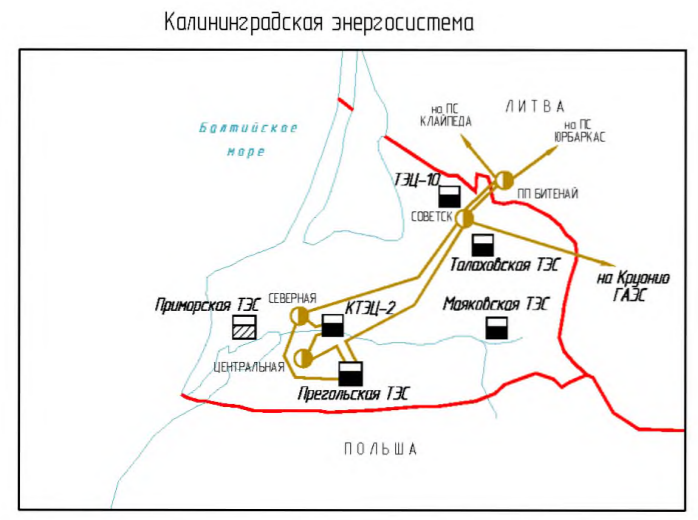 Калининградская энергосистема
Балтийское
море
на ПС
КЛАЙПЕДА
ЛИТВА
на ПС
ЮРБАРКАС
ТЭЦ-10
ПП БИТЕНАЙ
СОВЕТСК
Талаховская ТЭС
на Круонио
ГАЭС
Приморская ТЭС
СЕВЕРНАЯ
КТЭЦ-2
Маяковская ТЭС
ЦЕНТРАЛЬНАЯ
Прегольская ТЭС
ПОЛЬША